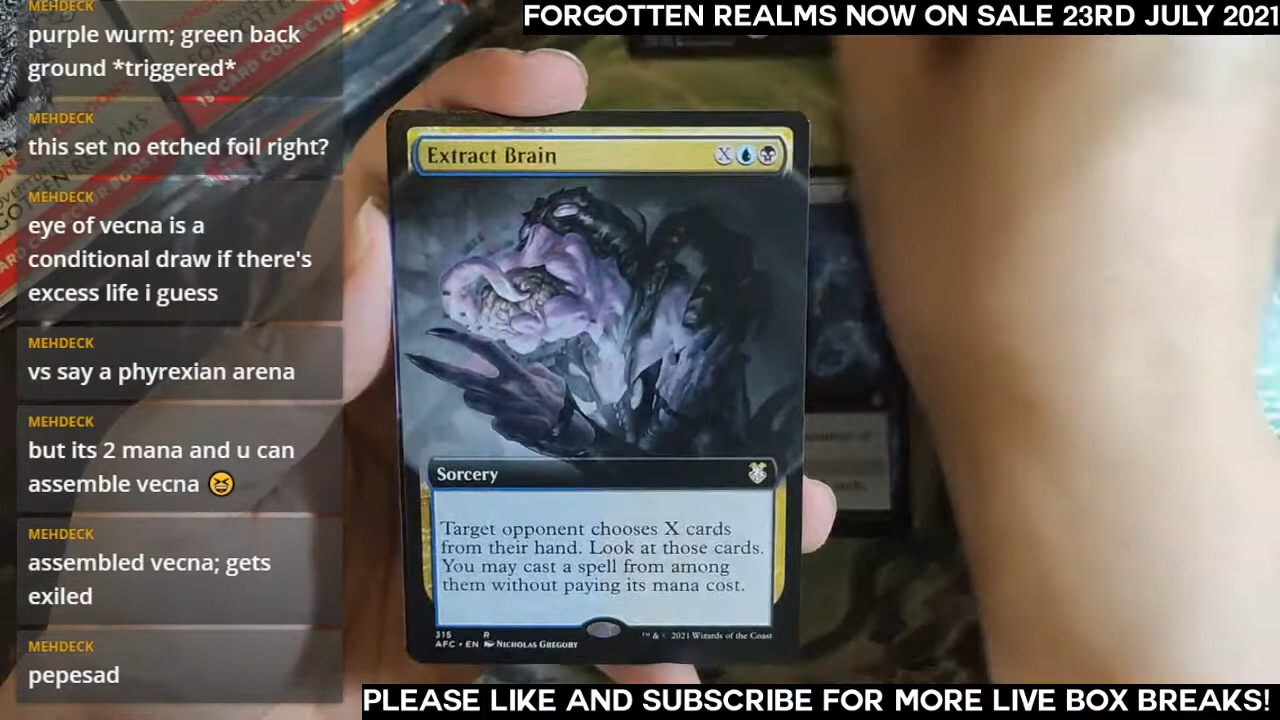 FORGOTTEN REALMS NOW ON SALE 23RD JULY 2021
MEHDECK
purple wurm; green back
ground *triggered*
MEHDECK
this set no etched foil right?
MEHDECK
eye of vecna is a
conditional draw if there's
excess life i guess
MEHDECK
vs say a phyrexian arena
MEHDECK
but its 2 mana and u can
assemble vecna 😆
MEHDECK
assembled vecna; gets
exiled
MEHDECK
pepesad
Extract Brain
X
Sorcery
Target opponent chooses X cards
from their hand. Look at those cards.
You may cast a spell from among
them without paying its mana cost.
315 R
AFC • EN NICHOLAS GREGORY
™ & © 2021 Wizards of the Coast
PLEASE LIKE AND SUBSCRIBE FOR MORE LIVE BOX BREAKS!